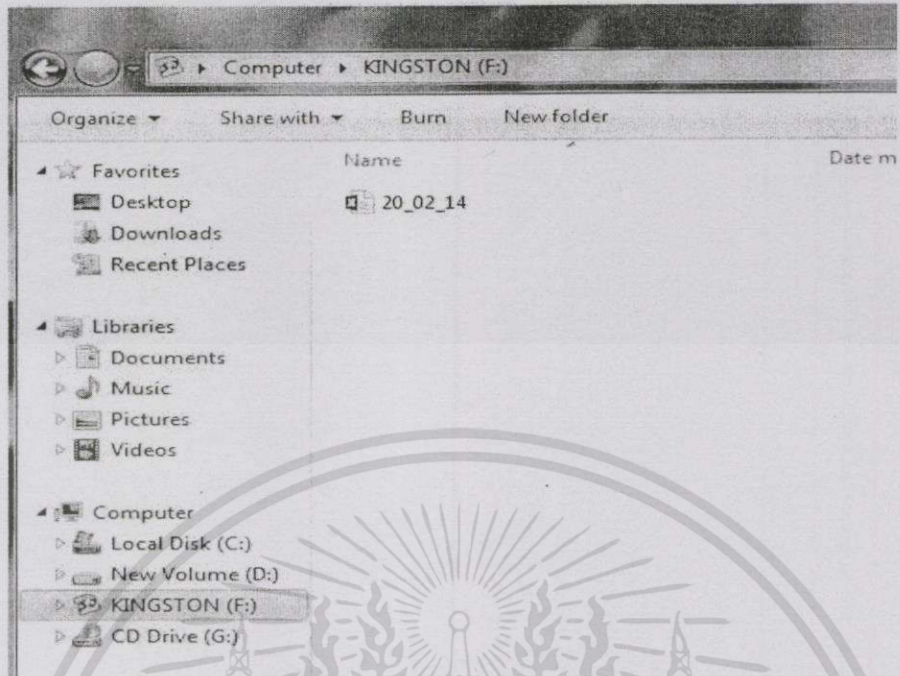 Computer ▸ KINGSTON (F:)
Organize Share with Burn New folder
Name Date m
Favorites
Desktop
Downloads
Recent Places
20_02_14
Libraries
Documents
Music
Pictures
Videos
Computer
Local Disk (C:)
New Volume (D:)
KINGSTON (F:)
CD Drive (G:)